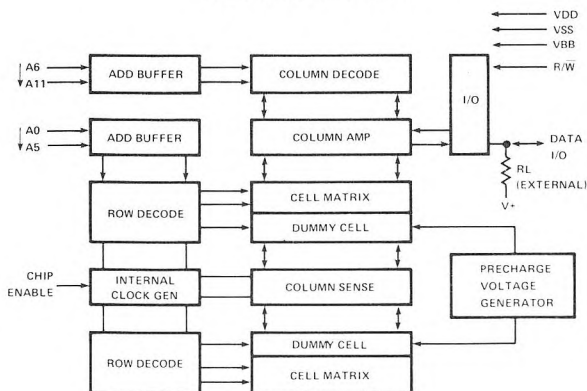 VDD
VSS
VBB
R/W̅
A6
A11
ADD BUFFER
COLUMN DECODE
I/O
A0
A5
ADD BUFFER
COLUMN AMP
DATA
I/O
RL
(EXTERNAL)
V+
ROW DECODE
CELL MATRIX
DUMMY CELL
CHIP
ENABLE
INTERNAL
CLOCK GEN
COLUMN SENSE
PRECHARGE
VOLTAGE
GENERATOR
ROW DECODE
DUMMY CELL
CELL MATRIX